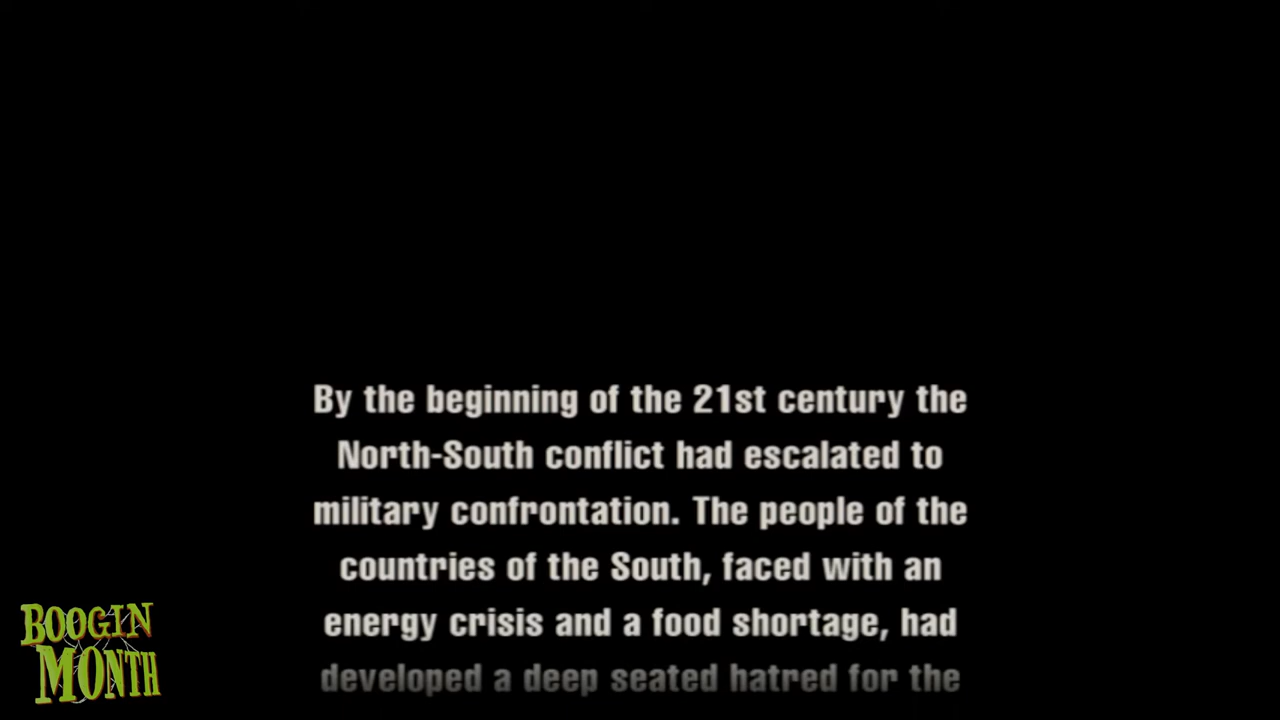 By the beginning of the 21st century the
North-South conflict had escalated to
military confrontation. The people of the
countries of the South, faced with an
energy crisis and a food shortage, had
developed a deep seated hatred for the
BOOGIN
MONTH